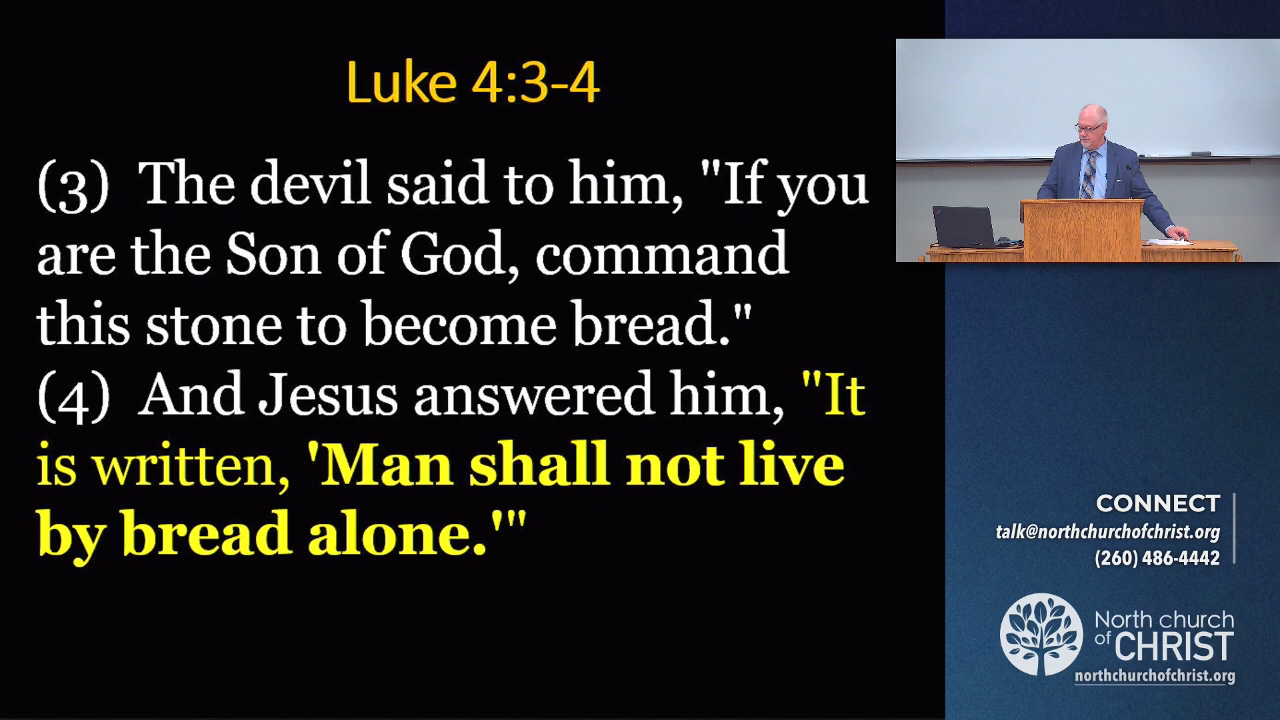 Luke 4:3-4
(3) The devil said to him, "If you
are the Son of God, command
this stone to become bread."
(4) And Jesus answered him, "It
is written, 'Man shall not live
by bread alone.'"
CONNECT
talk@northchurchofchrist.org
(260) 486-4442
North church
of CHRIST
northchurchofchrist.org